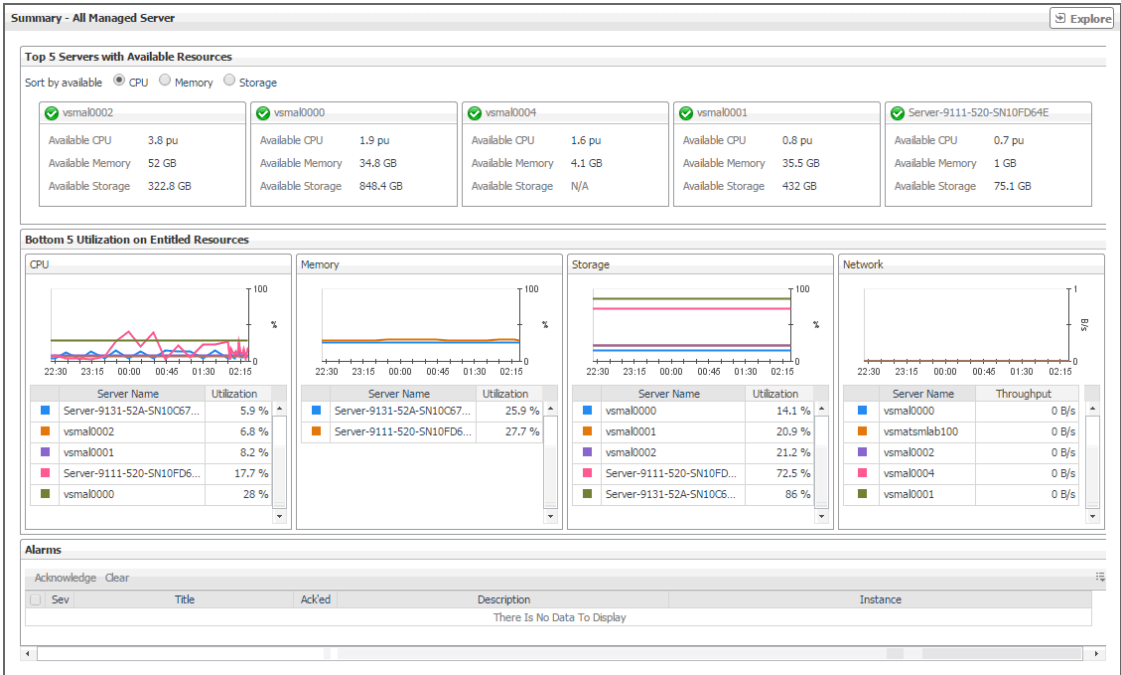 Summary - All Managed Server
Explore
Top 5 Servers with Available Resources
Sort by available CPU Memory Storage
vsmal0002
Available CPU 3.8 pu
Available Memory 52 GB
Available Storage 322.8 GB
vsmal0000
Available CPU 1.9 pu
Available Memory 34.8 GB
Available Storage 848.4 GB
vsmal0004
Available CPU 1.6 pu
Available Memory 4.1 GB
Available Storage N/A
vsmal0001
Available CPU 0.8 pu
Available Memory 35.5 GB
Available Storage 432 GB
Server-9111-520-SN10FD64E
Available CPU 0.7 pu
Available Memory 1 GB
Available Storage 75.1 GB
Bottom 5 Utilization on Entitled Resources
CPU
100
%
0
22:30 23:15 00:00 00:45 01:30 02:15
Server Name Utilization
Server-9131-52A-SN10C67... 5.9 %
vsmal0002 6.8 %
vsmal0001 8.2 %
Server-9111-520-SN10FD6... 17.7 %
vsmal0000 28 %
Memory
100
%
0
22:30 23:15 00:00 00:45 01:30 02:15
Server Name Utilization
Server-9131-52A-SN10C67... 25.9 %
Server-9111-520-SN10FD6... 27.7 %
Storage
100
%
0
22:30 23:15 00:00 00:45 01:30 02:15
Server Name Utilization
vsmal0000 14.1 %
vsmal0001 20.9 %
vsmal0002 21.2 %
Server-9111-520-SN10FD... 72.5 %
Server-9131-52A-SN10C6... 86 %
Network
1
B/s
0
22:30 23:15 00:00 00:45 01:30 02:15
Server Name Throughput
vsmal0000 0 B/s
vsmatsmlab100 0 B/s
vsmal0002 0 B/s
vsmal0004 0 B/s
vsmal0001 0 B/s
Alarms
Acknowledge Clear
Sev Title Ack'ed Description Instance
There Is No Data To Display